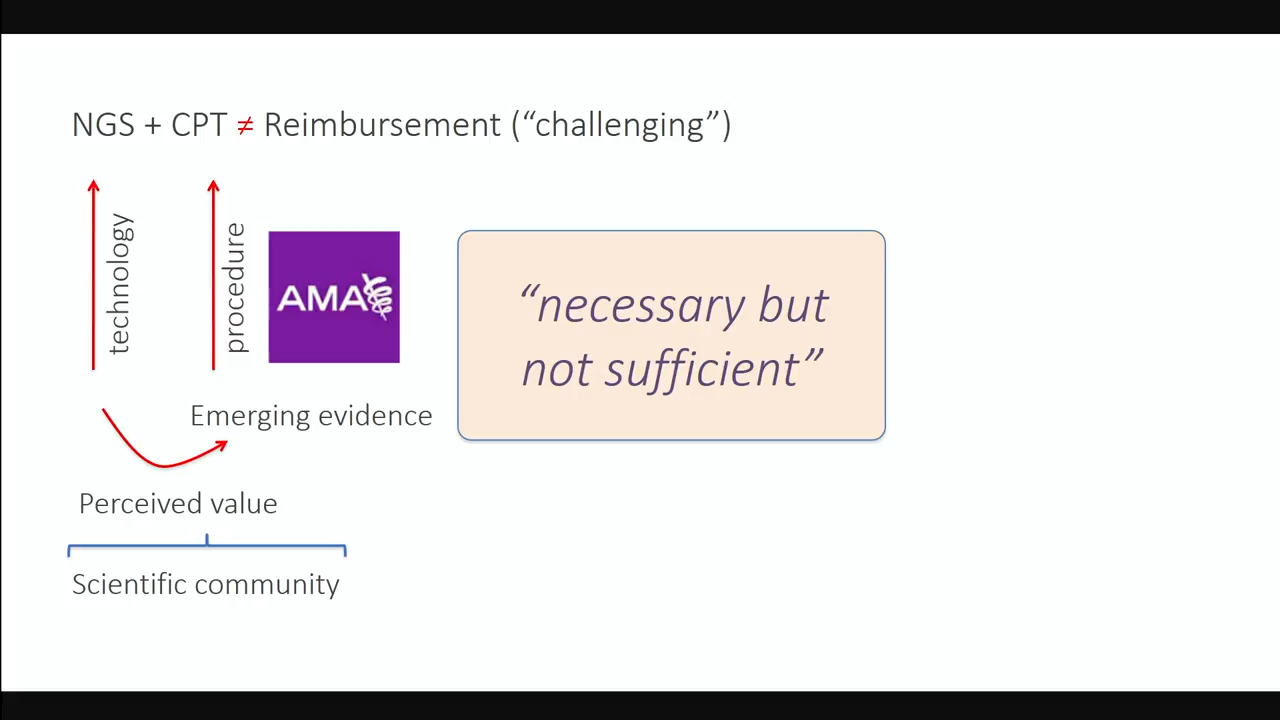 NGS + CPT ≠ Reimbursement (“challenging”)
technology
procedure
AMA
“necessary but
not sufficient”
Emerging evidence
Perceived value
Scientific community